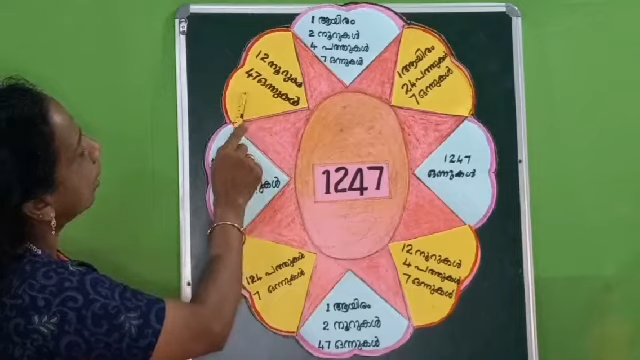 1 ആയിരം
2 നൂറുകൾ
4 പത്തുകൾ
7 ഒന്നുകൾ
1 ആയിരം
24 പത്തുകൾ
7 ഒന്നുകൾ
1247
ഒന്നുകൾ
12 നൂറുകൾ
4 പത്തുകൾ
7 ഒന്നുകൾ
1 ആയിരം
2 നൂറുകൾ
47 ഒന്നുകൾ
124 പത്തുകൾ
7 ഒന്നുകൾ
12 നൂറുകൾ
47 ഒന്നുകൾ
1247